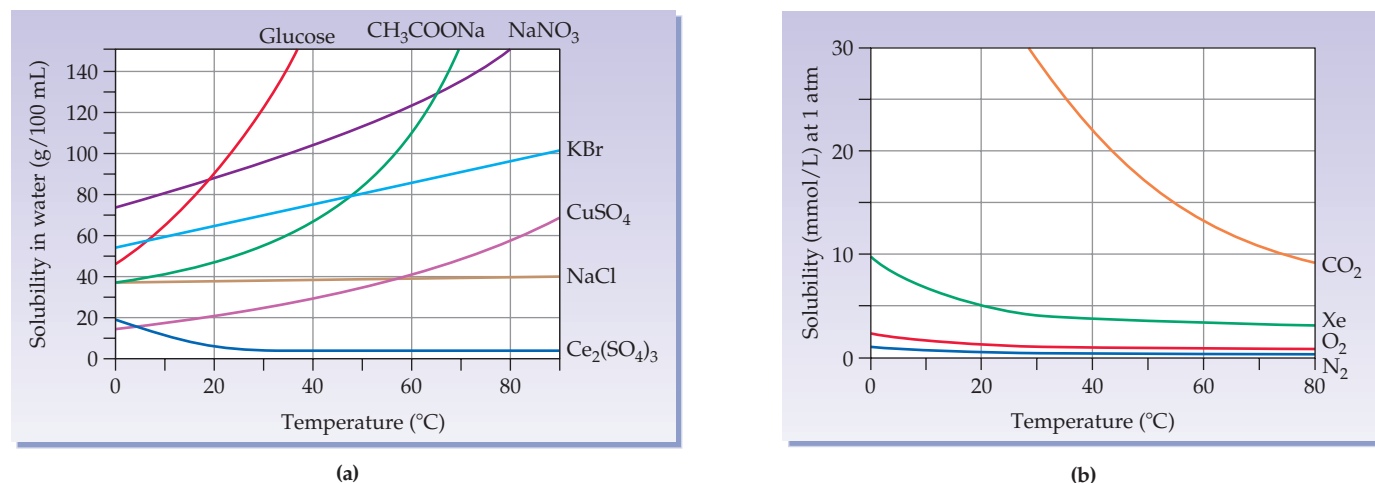 Glucose
CH₃COONa
NaNO₃
140
120
100
80
60
40
20
0
Solubility in water (g/100 mL)
KBr
CuSO₄
NaCl
Ce₂(SO₄)₃
0
20
40
60
80
Temperature (°C)
(a)
30
20
10
0
Solubility (mmol/L) at 1 atm
CO₂
Xe
O₂
N₂
0
20
40
60
80
Temperature (°C)
(b)